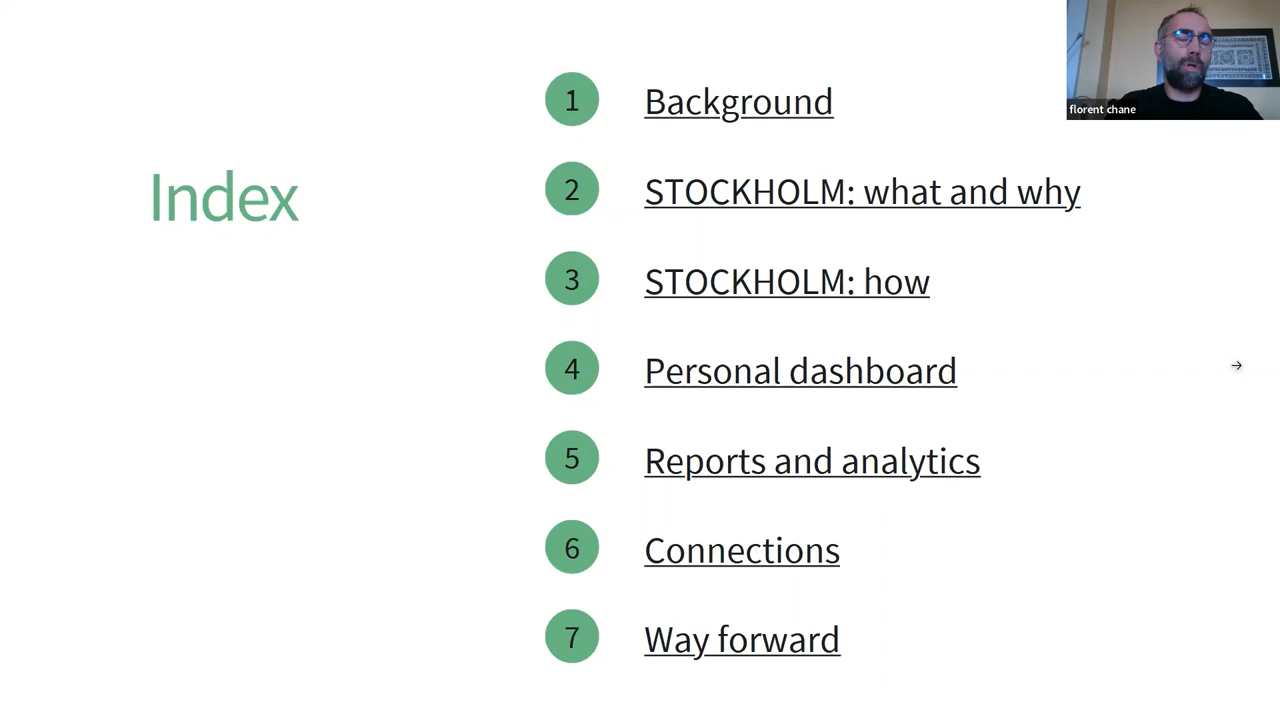 florent chane
Index
1 Background
2 STOCKHOLM: what and why
3 STOCKHOLM: how
4 Personal dashboard
5 Reports and analytics
6 Connections
7 Way forward